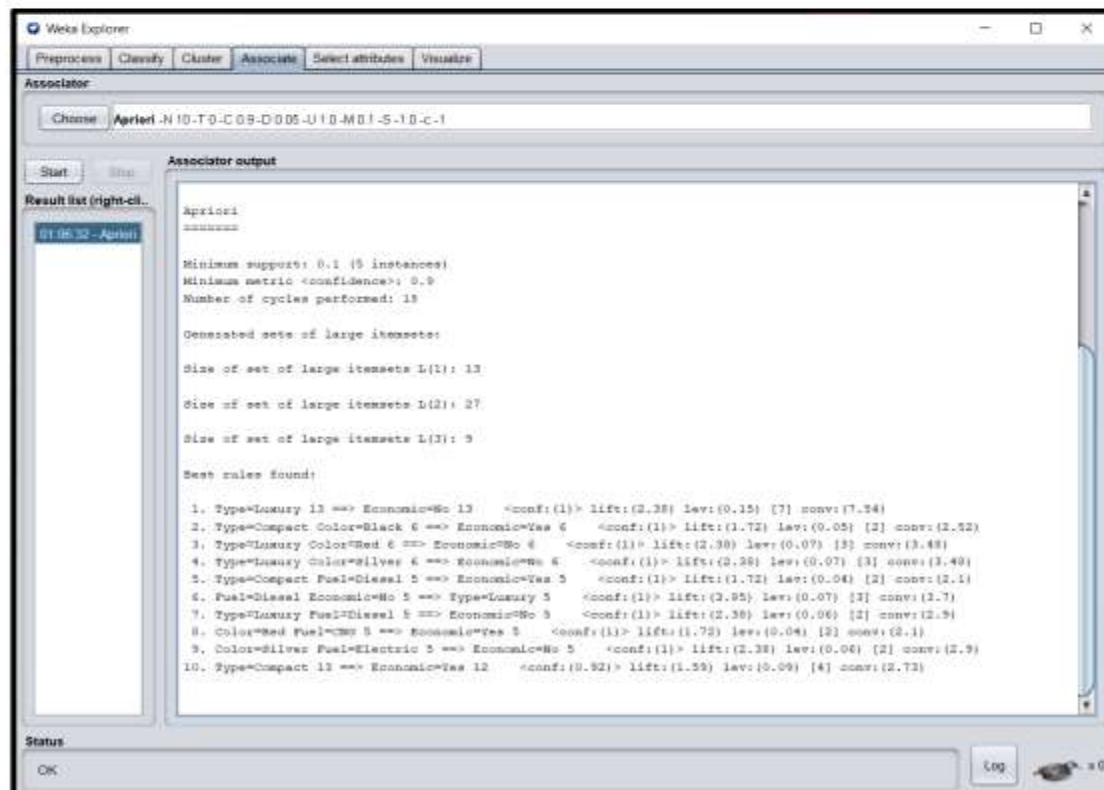 Weka Explorer
Preprocess Classify Cluster Associate Select attributes Visualize
Associator
Choose Apriori -N 10 -T 0 -C 0.9 -D 0.05 -U 1.0 -M 0.1 -S -1.0 -c -1
Start Stop
Associator output
Result list (right-cli..
01:06:32 - Apriori
Apriori
=======
Minimum support: 0.1 (5 instances)
Minimum metric <confidence>: 0.9
Number of cycles performed: 18
Generated sets of large itemsets:
Size of set of large itemsets L(1): 13
Size of set of large itemsets L(2): 27
Size of set of large itemsets L(3): 9
Best rules found:
1. Type=Luxury 13 ==> Economic=No 13 <conf:(1)> lift:(2.38) lev:(0.15) [7] conv:(7.54)
2. Type=Compact Color=Black 6 ==> Economic=Yes 6 <conf:(1)> lift:(1.72) lev:(0.05) [2] conv:(2.52)
3. Type=Luxury Color=Red 6 ==> Economic=No 6 <conf:(1)> lift:(2.38) lev:(0.07) [3] conv:(3.48)
4. Type=Luxury Color=Silver 6 ==> Economic=No 6 <conf:(1)> lift:(2.38) lev:(0.07) [3] conv:(3.48)
5. Type=Compact Fuel=Diesel 5 ==> Economic=Yes 5 <conf:(1)> lift:(1.72) lev:(0.04) [2] conv:(2.1)
6. Fuel=Diesel Economic=No 5 ==> Type=Luxury 5 <conf:(1)> lift:(3.85) lev:(0.07) [3] conv:(3.7)
7. Type=Luxury Fuel=Diesel 5 ==> Economic=No 5 <conf:(1)> lift:(2.38) lev:(0.06) [2] conv:(2.9)
8. Color=Red Fuel=CNG 5 ==> Economic=Yes 5 <conf:(1)> lift:(1.72) lev:(0.04) [2] conv:(2.1)
9. Color=Silver Fuel=Electric 5 ==> Economic=No 5 <conf:(1)> lift:(2.38) lev:(0.06) [2] conv:(2.9)
10. Type=Compact 13 ==> Economic=Yes 12 <conf:(0.92)> lift:(1.59) lev:(0.09) [4] conv:(2.73)
Status
OK
Log
x 0